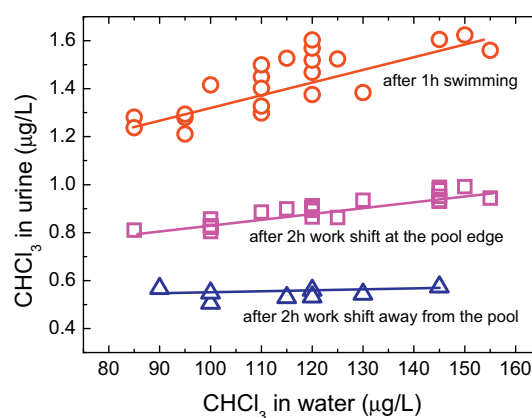 1.6
1.4
1.2
1.0
0.8
0.6
0.4
CHCl₃ in urine (μg/L)
after 1h swimming
after 2h work shift at the pool edge
after 2h work shift away from the pool
80 90 100 110 120 130 140 150 160
CHCl₃ in water (μg/L)